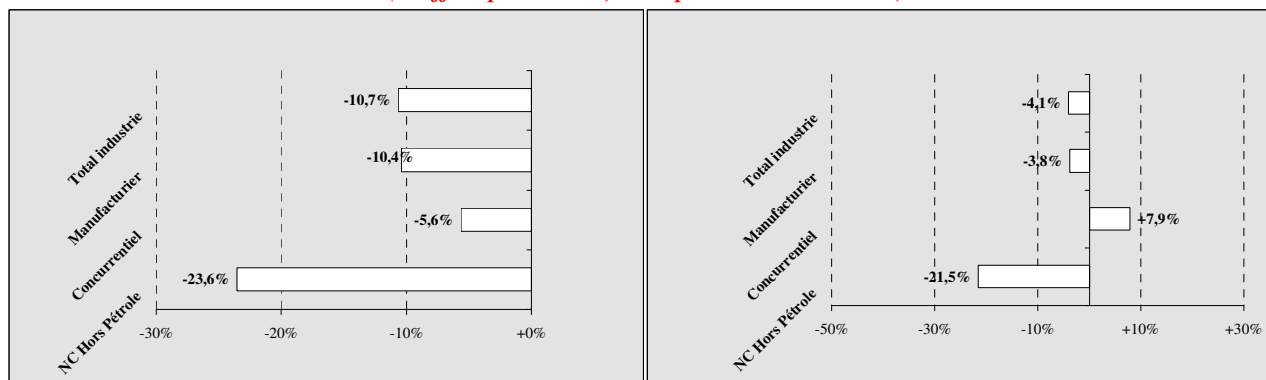 -10,7%
Total industrie
-10,4%
Manufacturier
-5,6%
Concurrentiel
-23,6%
NC Hors Pétrole
-30% -20% -10% +0%
-4,1%
Total industrie
-3,8%
Manufacturier
+7,9%
Concurrentiel
-21,5%
NC Hors Pétrole
-50% -30% -10% +10% +30%